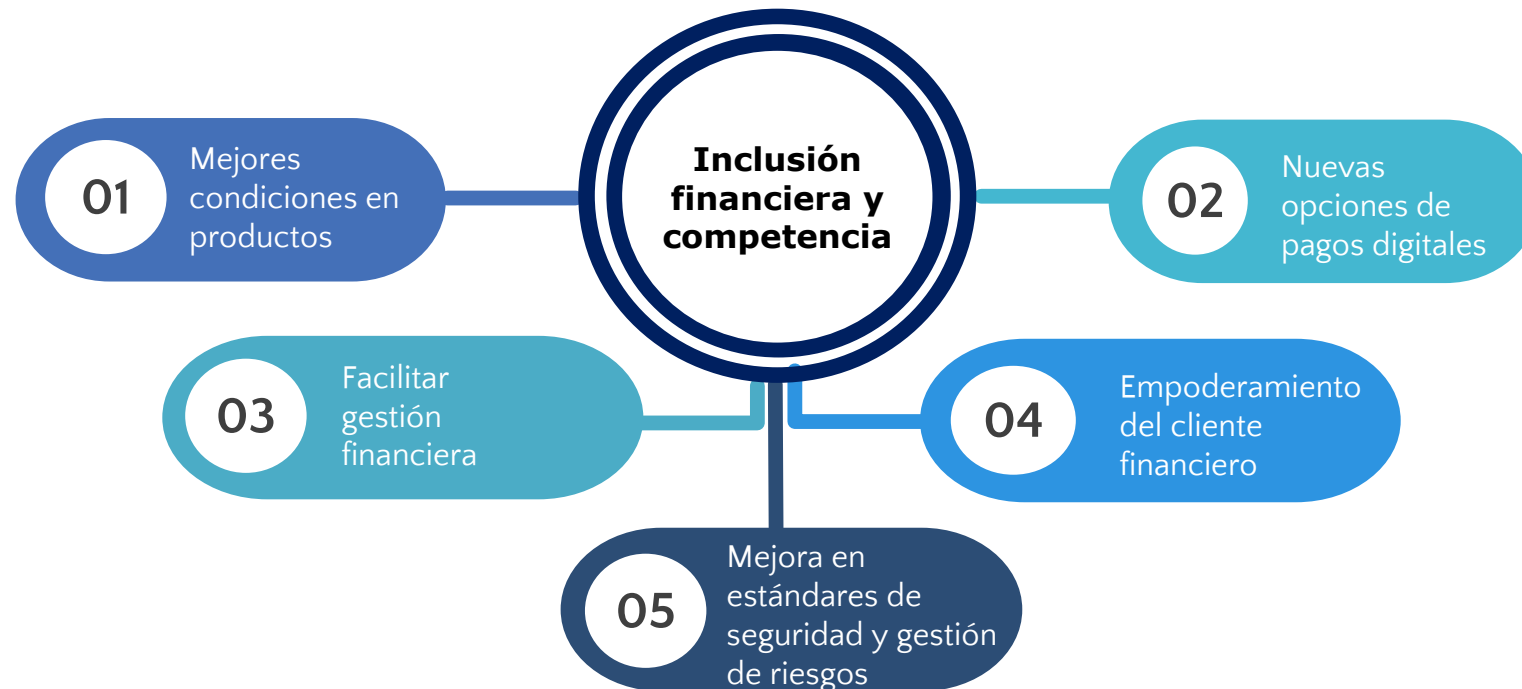 Inclusión
financiera y
competencia
01
Mejores
condiciones en
productos
02
Nuevas
opciones de
pagos digitales
03
Facilitar
gestión
financiera
04
Empoderamiento
del cliente
financiero
05
Mejora en
estándares de
seguridad y gestión
de riesgos